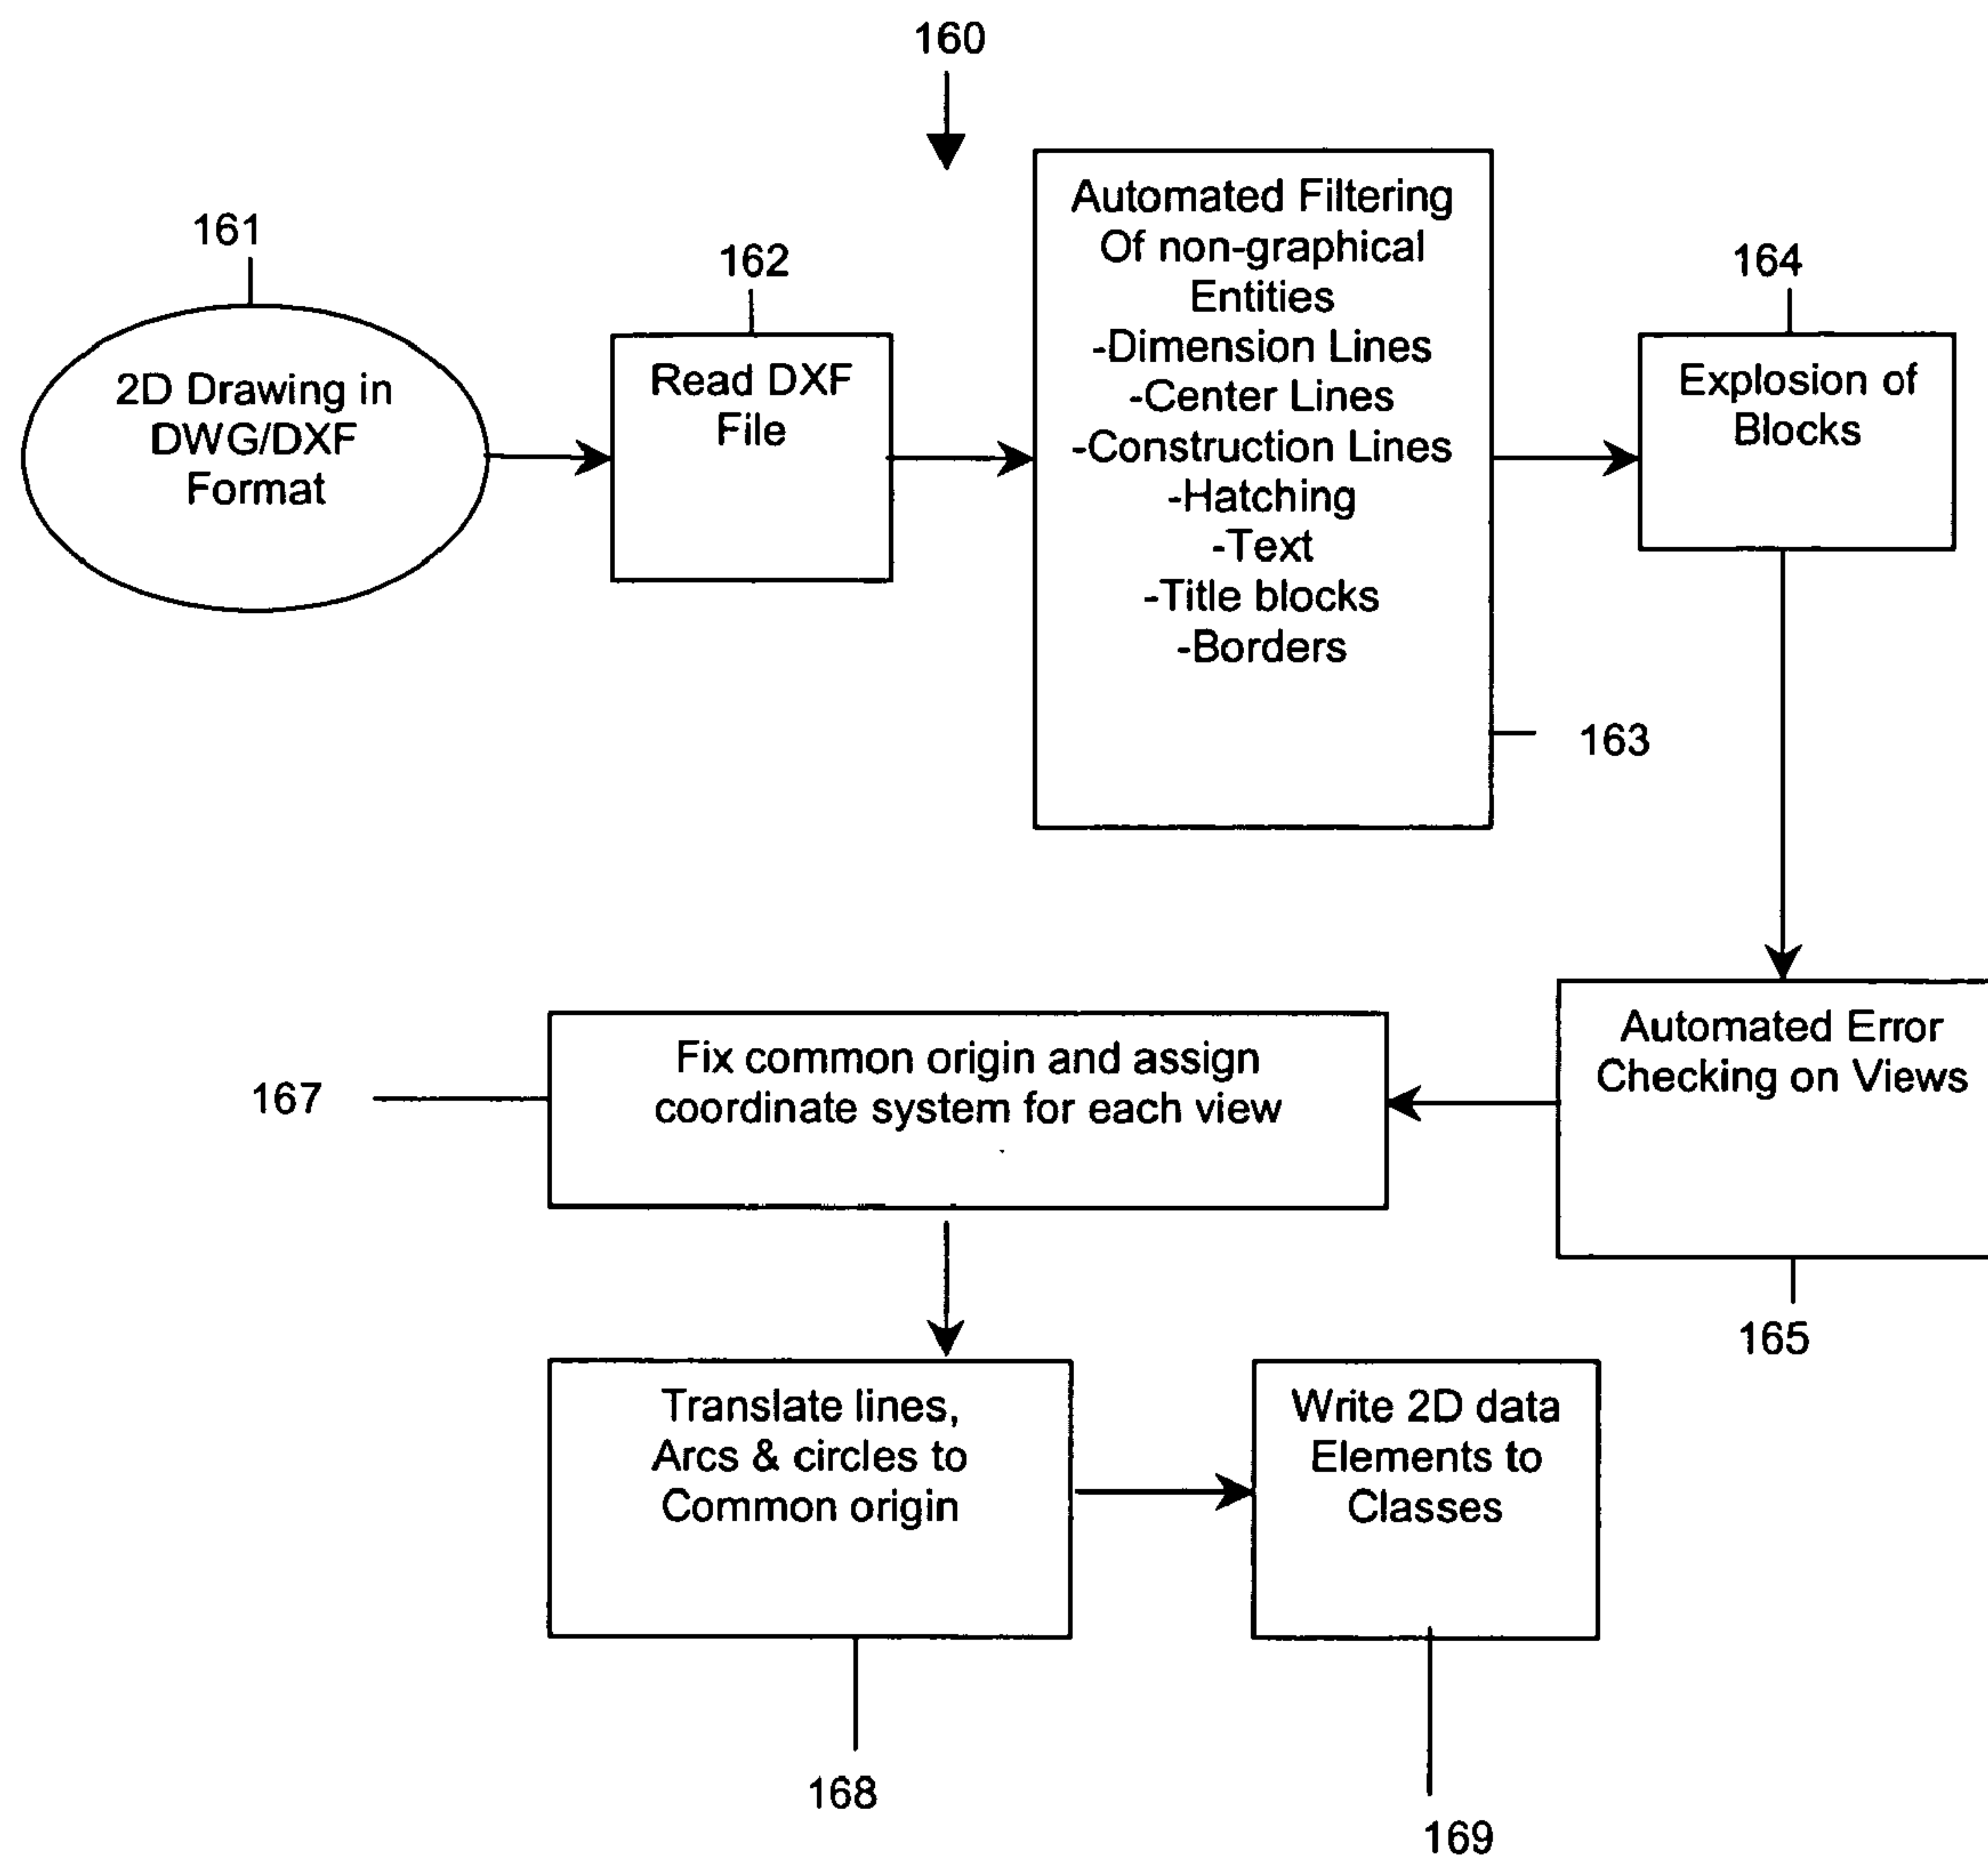 160
161
2D Drawing in
DWG/DXF
Format
162
Read DXF
File
Automated Filtering
Of non-graphical
Entities
-Dimension Lines
-Center Lines
-Construction Lines
-Hatching
-Text
-Title blocks
-Borders
163
164
Explosion of
Blocks
Automated Error
Checking on Views
165
Fix common origin and assign
coordinate system for each view
167
Translate lines,
Arcs & circles to
Common origin
168
Write 2D data
Elements to
Classes
169